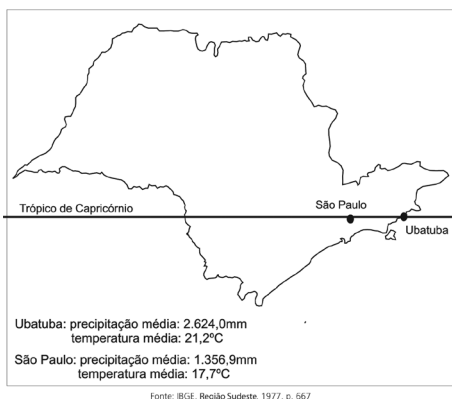 Trópico de Capricórnio
São Paulo
Ubatuba
Ubatuba: precipitação média: 2.624,0mm
temperatura média: 21,2ºC
São Paulo: precipitação média: 1.356,9mm
temperatura média: 17,7ºC
Fonte: IBGE. Região Sudeste, 1977, p. 667